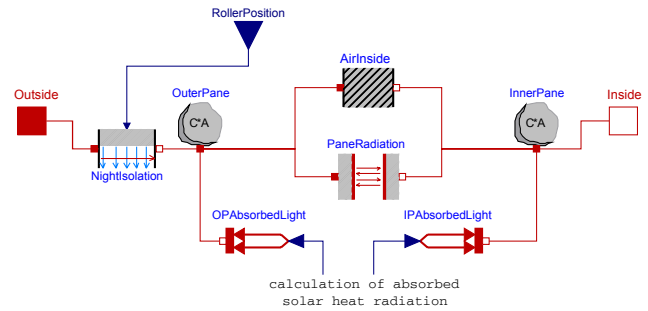 RollerPosition
AirInside
Outside
OuterPane
InnerPane
Inside
C*A
C*A
PaneRadiation
NightIsolation
OPAbsorbedLight
IPAbsorbedLight
calculation of absorbed
solar heat radiation